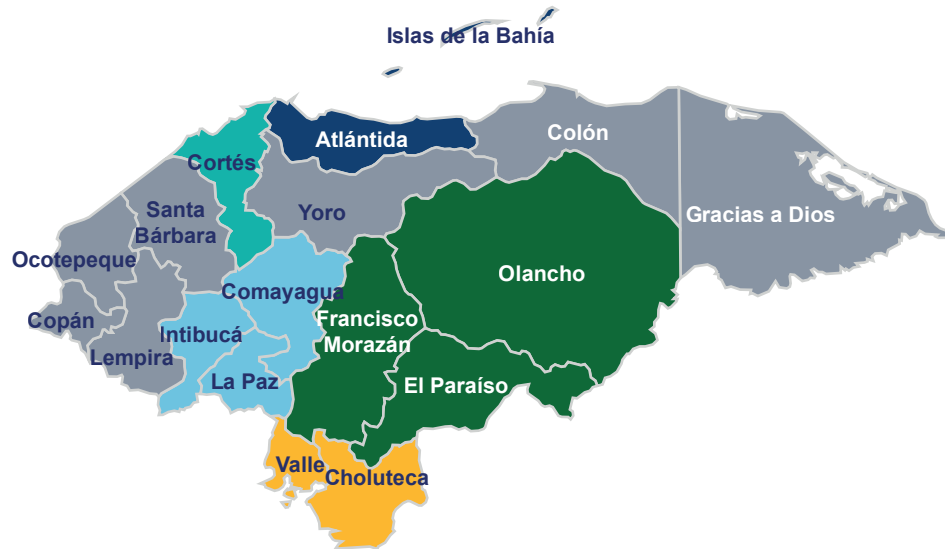 Islas de la Bahía
Atlántida
Colón
Cortés
Santa
Bárbara
Yoro
Gracias a Dios
Ocotepeque
Olancho
Comayagua
Copán
Intibucá
Francisco
Morazán
Lempira
La Paz
El Paraíso
Valle
Choluteca